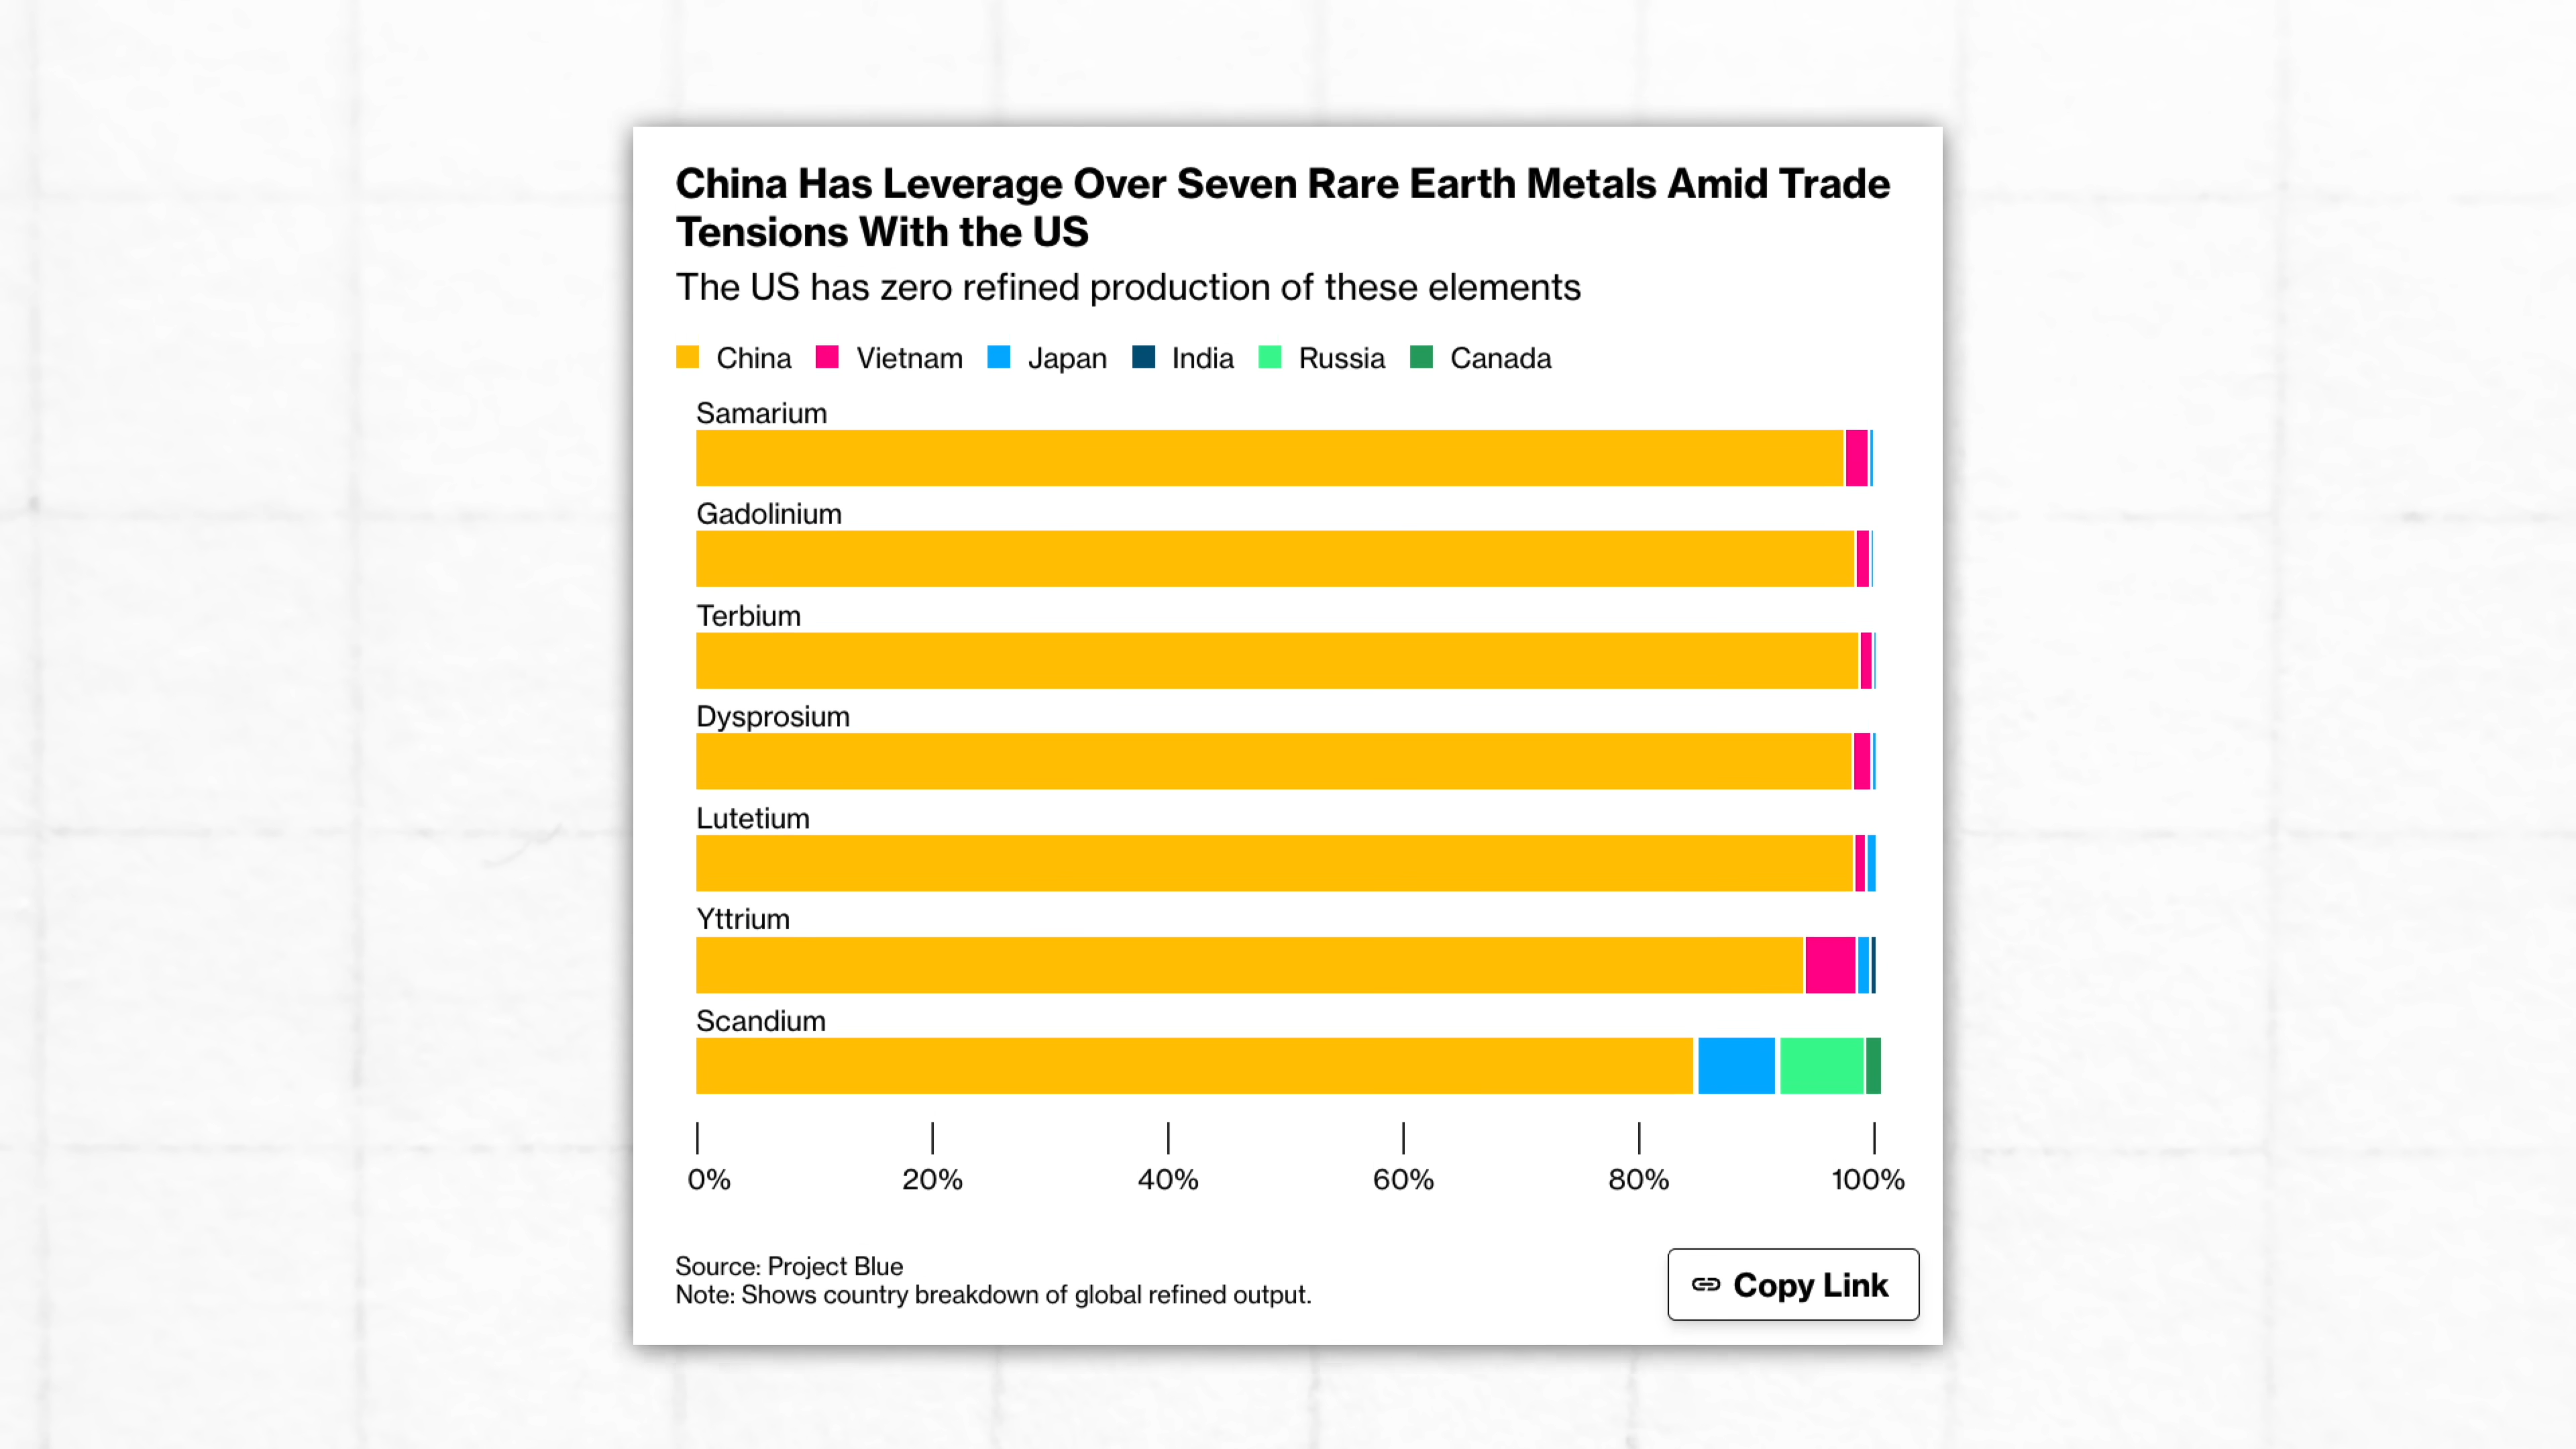 China Has Leverage Over Seven Rare Earth Metals Amid Trade
Tensions With the US
The US has zero refined production of these elements
China Vietnam Japan India Russia Canada
Samarium
Gadolinium
Terbium
Dysprosium
Lutetium
Yttrium
Scandium
0% 20% 40% 60% 80% 100%
Source: Project Blue
Note: Shows country breakdown of global refined output.
Copy Link